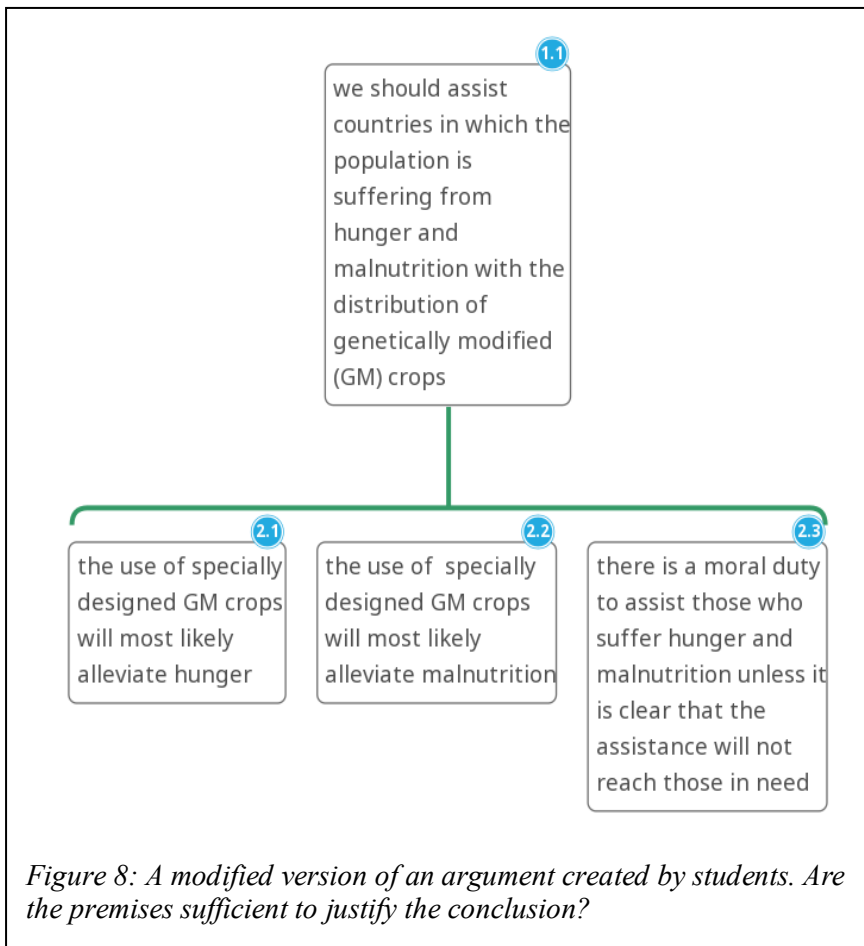 1.1
we should assist
countries in which the
population is
suffering from
hunger and
malnutrition with the
distribution of
genetically modified
(GM) crops
2.1
the use of specially
designed GM crops
will most likely
alleviate hunger
2.2
the use of specially
designed GM crops
will most likely
alleviate malnutrition
2.3
there is a moral duty
to assist those who
suffer hunger and
malnutrition unless it
is clear that the
assistance will not
reach those in need
Figure 8: A modified version of an argument created by students. Are
the premises sufficient to justify the conclusion?